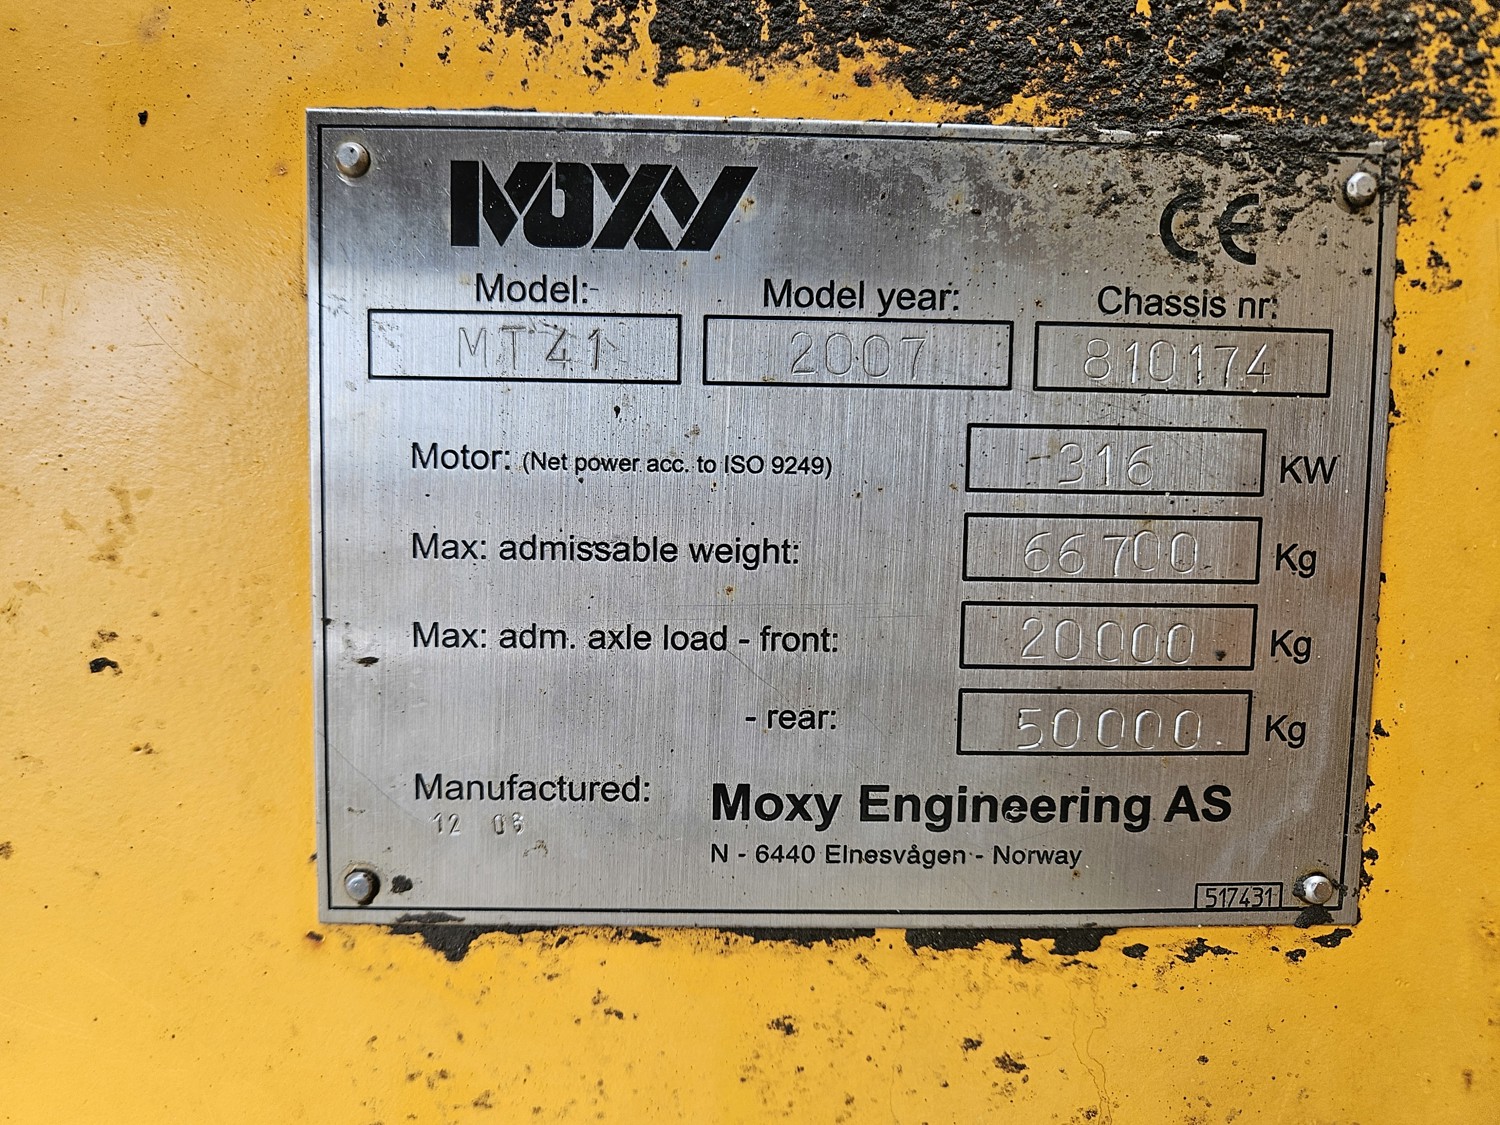 MOXY
CE
Model: Model year: Chassis nr:
MT41 2007 810174
Motor: (Net power acc. to ISO 9249) 316 KW
Max: admissable weight: 66700 Kg
Max: adm. axle load - front: 20000 Kg
- rear: 50000 Kg
Manufactured: Moxy Engineering AS
12 06
N - 6440 Elnesvågen - Norway
517431